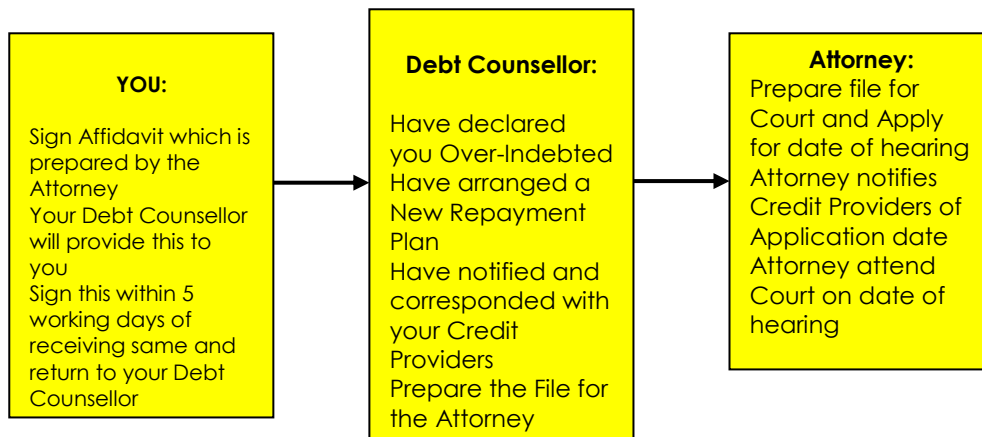 YOU:
Sign Affidavit which is
prepared by the
Attorney
Your Debt Counsellor
will provide this to
you
Sign this within 5
working days of
receiving same and
return to your Debt
Counsellor
Debt Counsellor:
Have declared
you Over-Indebted
Have arranged a
New Repayment
Plan
Have notified and
corresponded with
your Credit
Providers
Prepare the File for
the Attorney
Attorney:
Prepare file for
Court and Apply
for date of hearing
Attorney notifies
Credit Providers of
Application date
Attorney attend
Court on date of
hearing